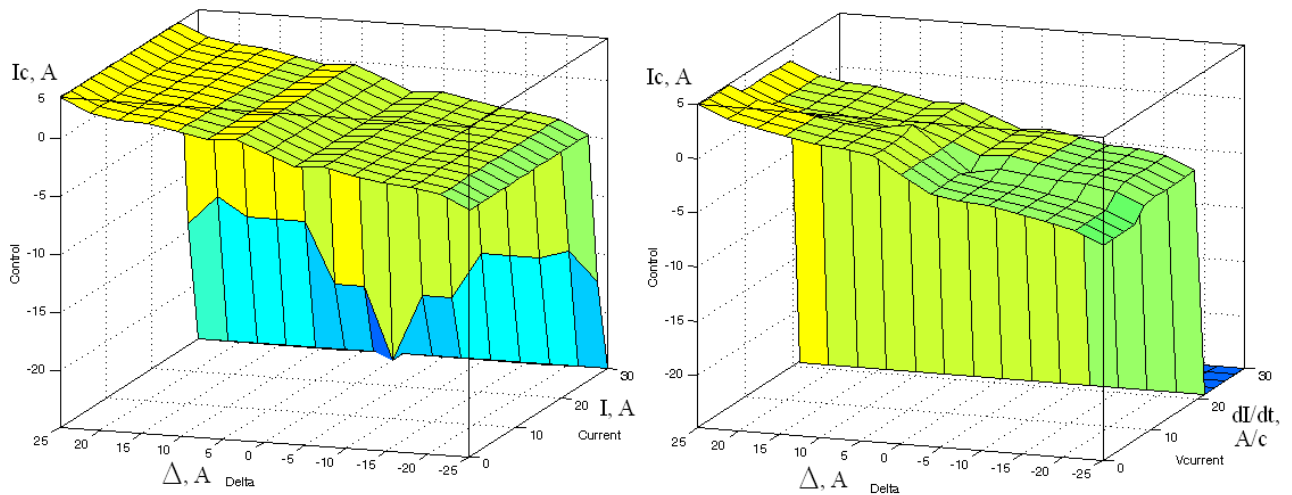 Ic, A
5
0
-5
-10
-15
-20
Control
25 20 15 10 5 0 -5 -10 -15 -20 -25
Δ, A
Delta
0 10 20 30
I, A
Current
Ic, A
5
0
-5
-10
-15
-20
Control
25 20 15 10 5 0 -5 -10 -15 -20 -25
Δ, A
Delta
0 10 20 30
dI/dt,
A/c
Vcurrent